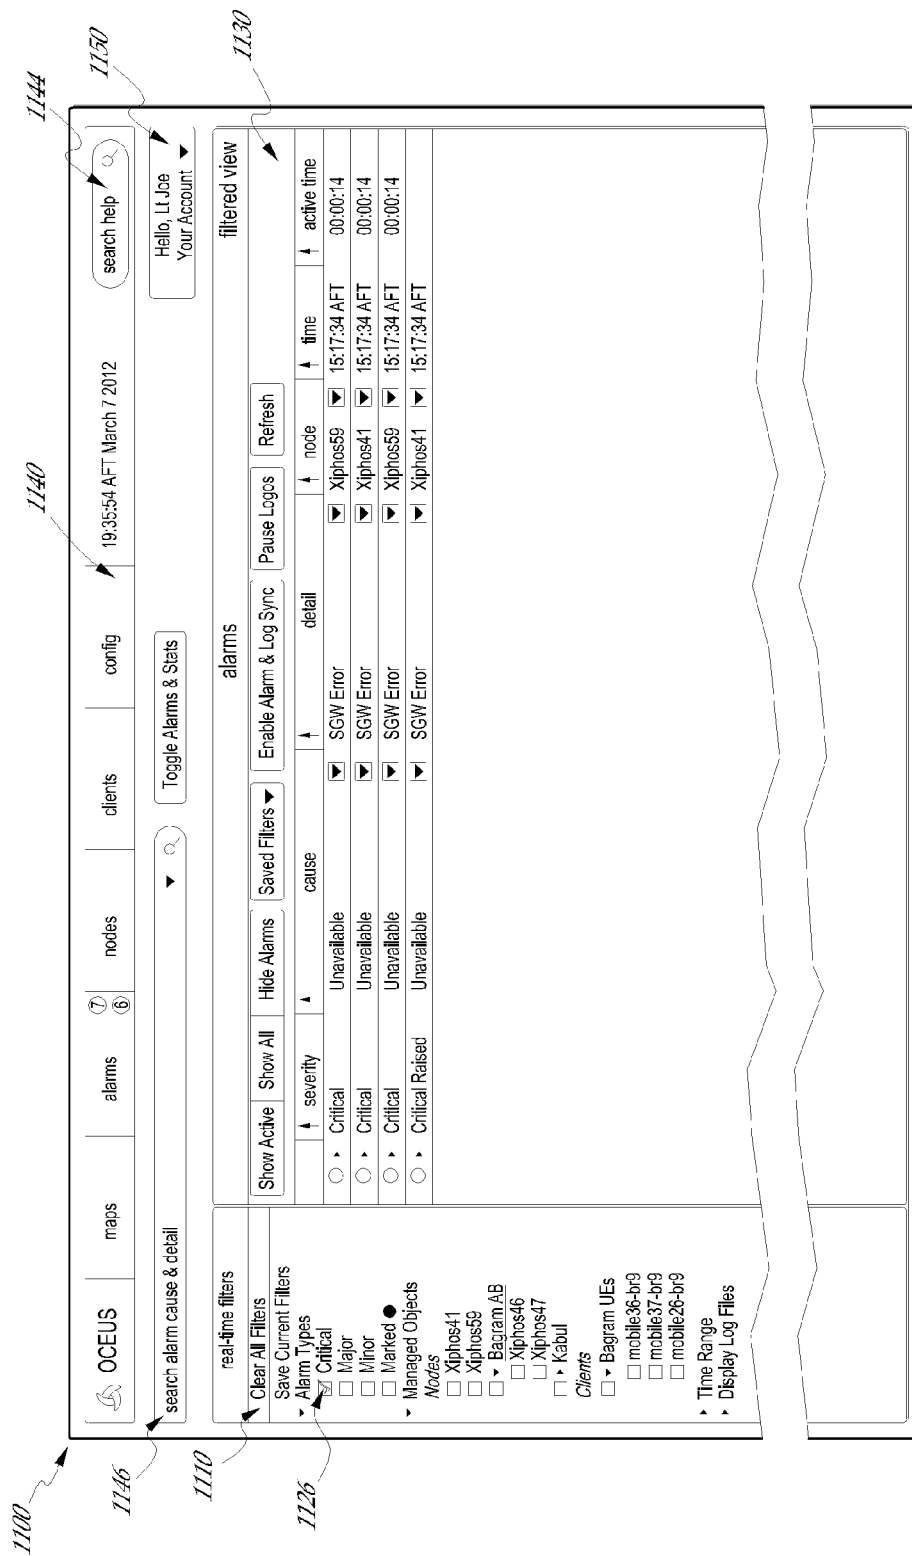 1100
1144
1140
1150
1146
1110
1126
1130
OCEUS
maps
alarms
7
6
nodes
clients
config
19:35:54 AFT March 7 2012
search help
search alarm cause & detail
Toggle Alarms & Stats
Hello, Lt Joe
Your Account
real-time filters
Clear All Filters
Save Current Filters
Alarm Types
Critical
Major
Minor
Marked
Managed Objects
Nodes
Xiphos41
Xiphos59
Bagram AB
Xiphos46
Xiphos47
Kabul
Clients
Bagram UEs
mobile36-br9
mobile37-br9
mobile26-br9
Time Range
Display Log Files
alarms
filtered view
Show Active Show All Hide Alarms Saved Filters Enable Alarm & Log Sync Pause Logos Refresh
severity cause detail node time active time
Critical Unavailable SGW Error Xiphos59 15:17:34 AFT 00:00:14
Critical Unavailable SGW Error Xiphos41 15:17:34 AFT 00:00:14
Critical Unavailable SGW Error Xiphos59 15:17:34 AFT 00:00:14
Critical Raised Unavailable SGW Error Xiphos41 15:17:34 AFT